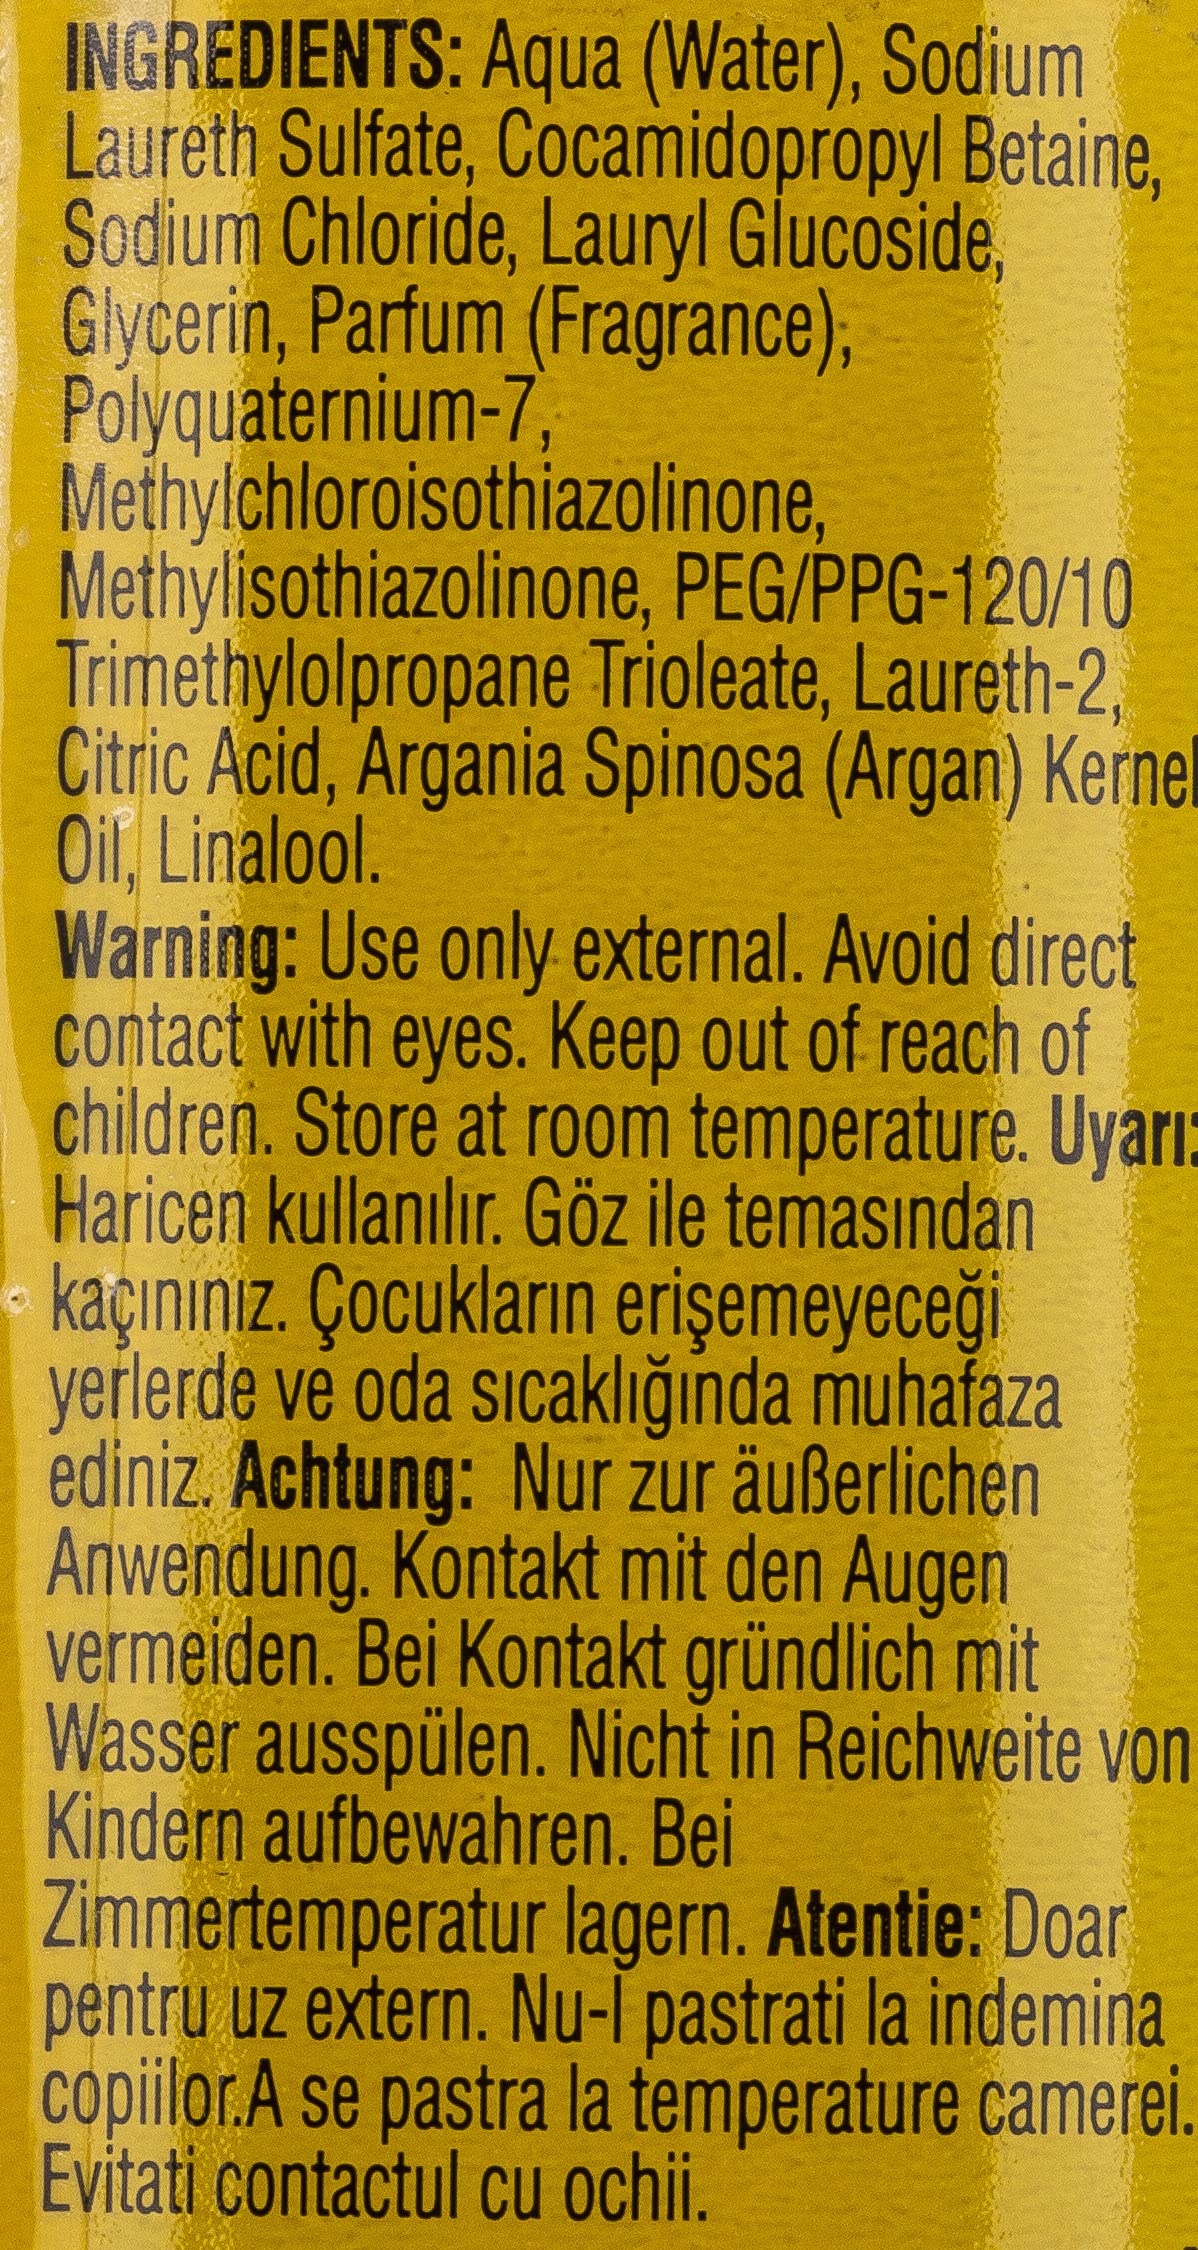 INGREDIENTS: Aqua (Water), Sodium
Laureth Sulfate, Cocamidopropyl Betaine,
Sodium Chloride, Lauryl Glucoside,
Glycerin, Parfum (Fragrance),
Polyquaternium-7,
Methylchloroisothiazolinone,
Methylisothiazolinone, PEG/PPG-120/10
Trimethylolpropane Trioleate, Laureth-2,
Citric Acid, Argania Spinosa (Argan) Kernel
Oil, Linalool.
Warning: Use only external. Avoid direct
contact with eyes. Keep out of reach of
children. Store at room temperature. Uyarı:
Haricen kullanılır. Göz ile temasından
kaçınınız. Çocukların erişemeyeceği
yerlerde ve oda sıcaklığında muhafaza
ediniz. Achtung: Nur zur äußerlichen
Anwendung. Kontakt mit den Augen
vermeiden. Bei Kontakt gründlich mit
Wasser ausspülen. Nicht in Reichweite von
Kindern aufbewahren. Bei
Zimmertemperatur lagern. Atentie: Doar
pentru uz extern. Nu-l pastrati la indemina
copiilor.A se pastra la temperature camerei.
Evitati contactul cu ochii.